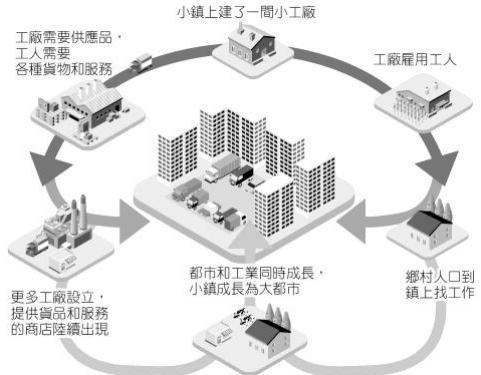 小鎮上建了一間小工廠
工廠需要供應品，
工人需要
各種貨物和服務
工廠雇用工人
都市和工業同時成長，
小鎮成長為大都市
鄉村人口到
鎮上找工作
更多工廠設立，
提供貨品和服務
的商店陸續出現